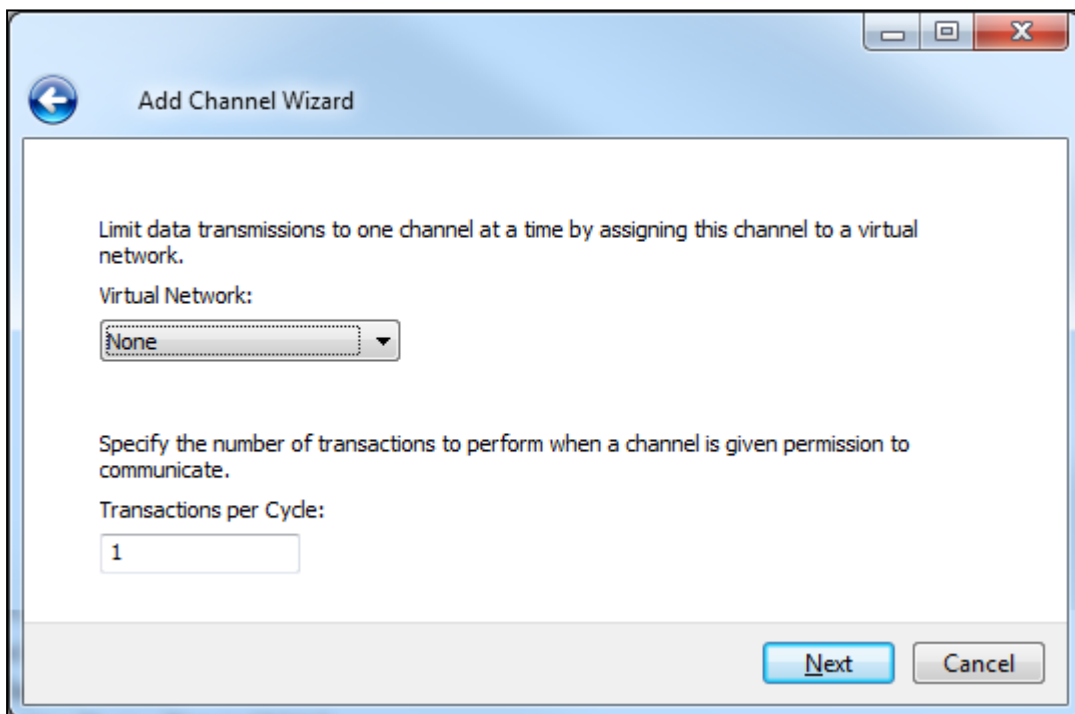 Add Channel Wizard
Limit data transmissions to one channel at a time by assigning this channel to a virtual
network.
Virtual Network:
None
Specify the number of transactions to perform when a channel is given permission to
communicate.
Transactions per Cycle:
1
Next
Cancel